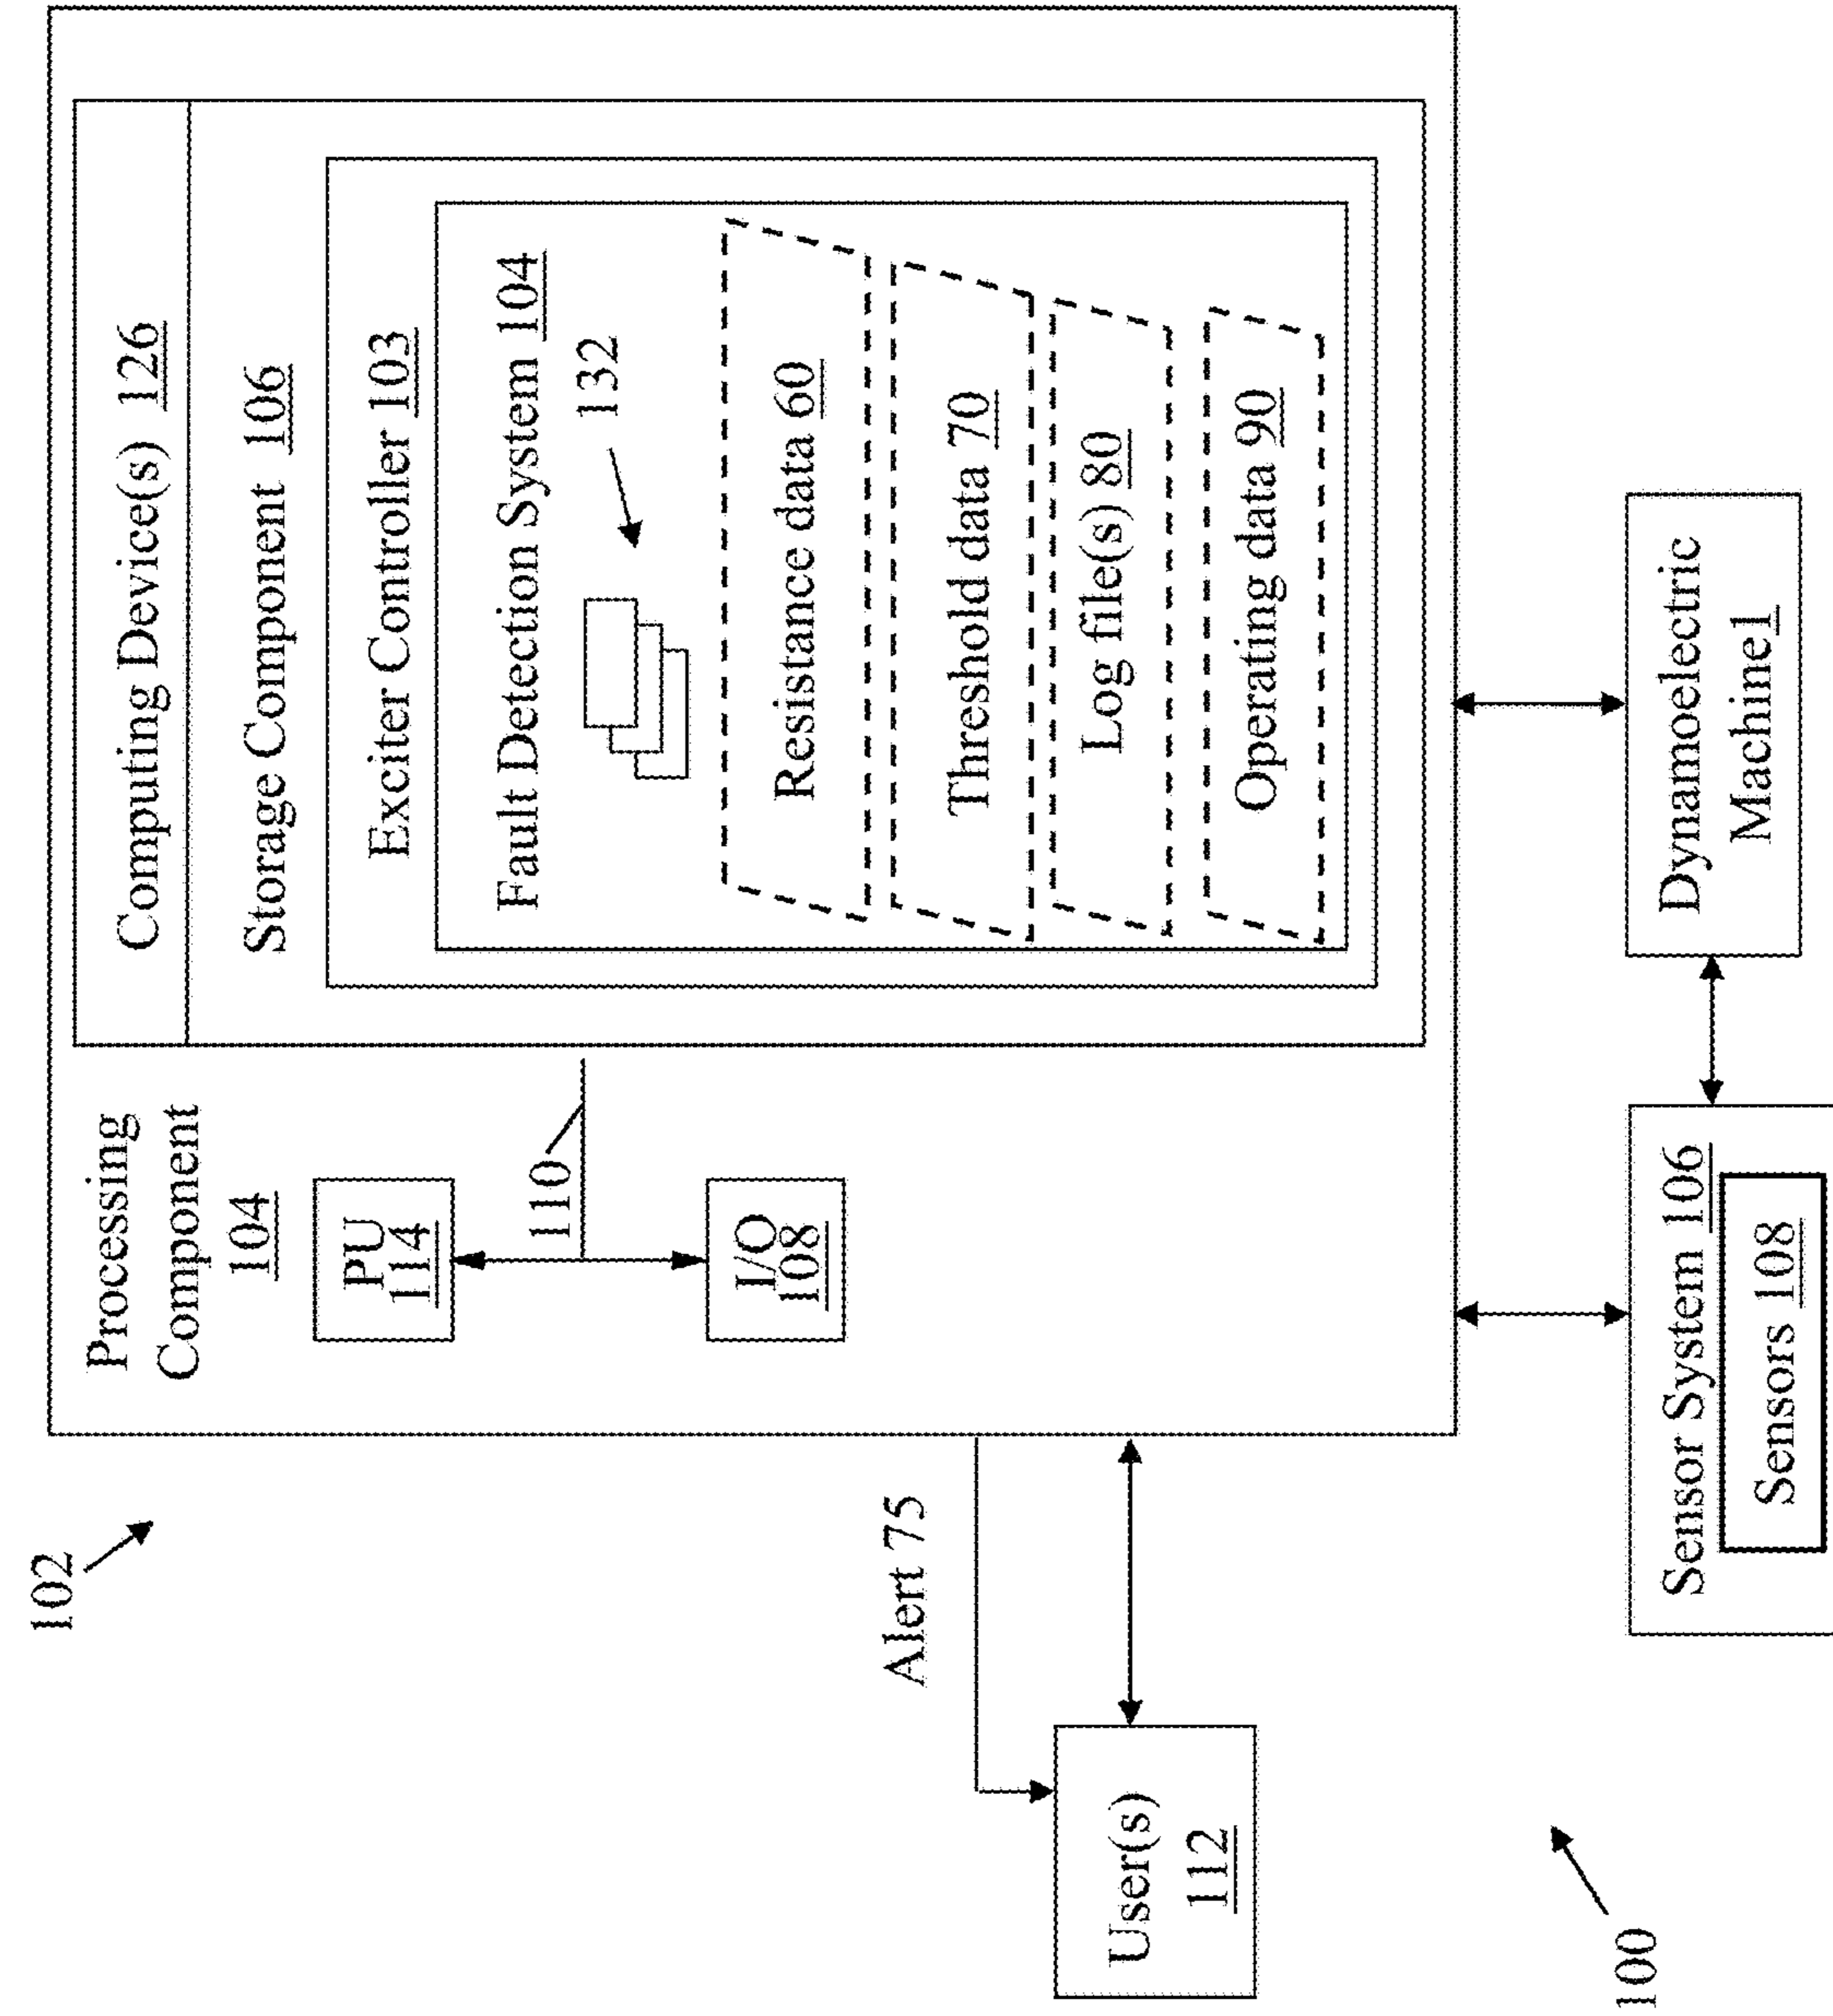 102
Processing
Component
104
PU
114
110
I/O
108
Computing Device(s) 126
Storage Component 106
Exciter Controller 103
Fault Detection System 104
132
Resistance data 60
Threshold data 70
Log file(s) 80
Operating data 90
Alert 75
User(s)
112
Sensor System 106
Sensors 108
Dynamoelectric
Machine1
100